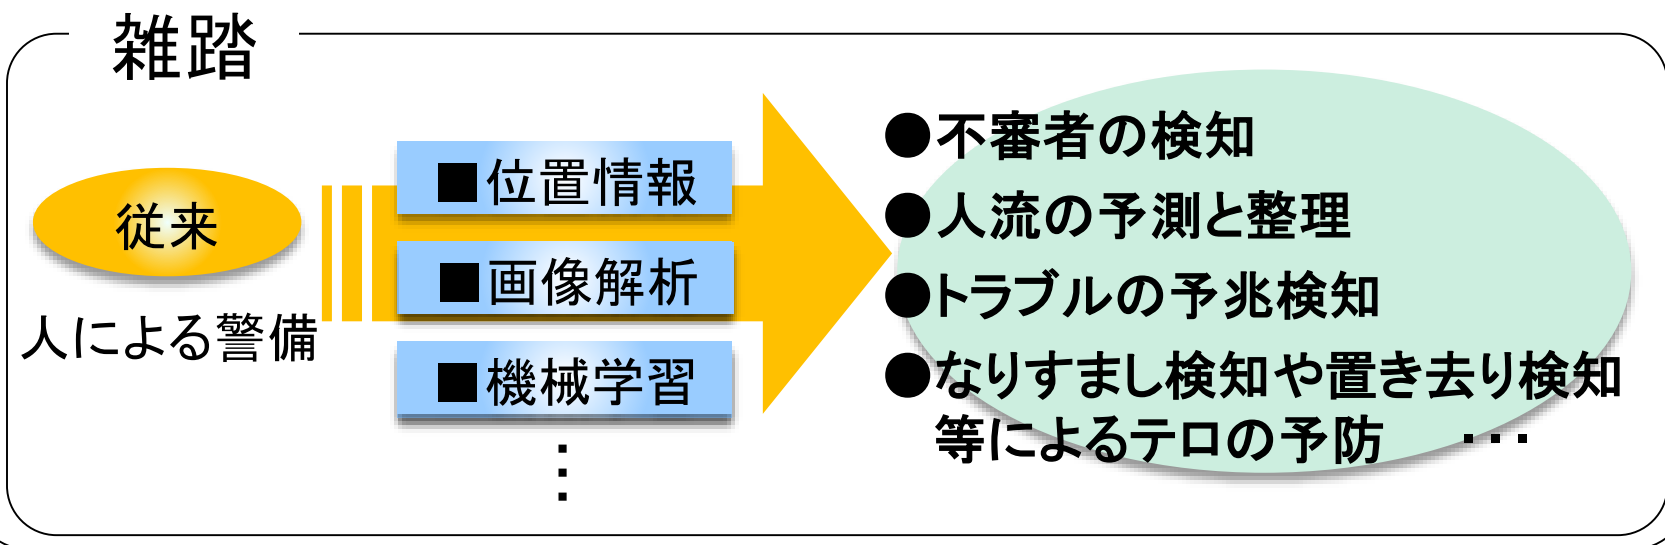 雑踏
従来
人による警備
■位置情報
■画像解析
■機械学習
⋮
●不審者の検知
●人流の予測と整理
●トラブルの予兆検知
●なりすまし検知や置き去り検知
等によるテロの予防 ･･･